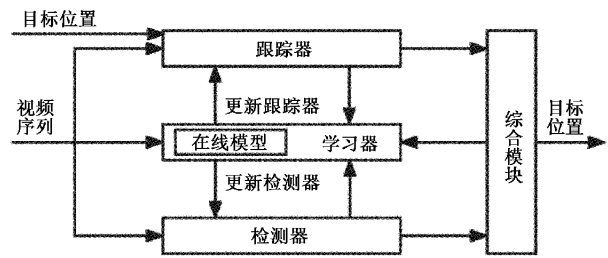 目标位置
跟踪器
视频
序列
更新跟踪器
在线模型
学习器
更新检测器
检测器
综合模块
目标
位置